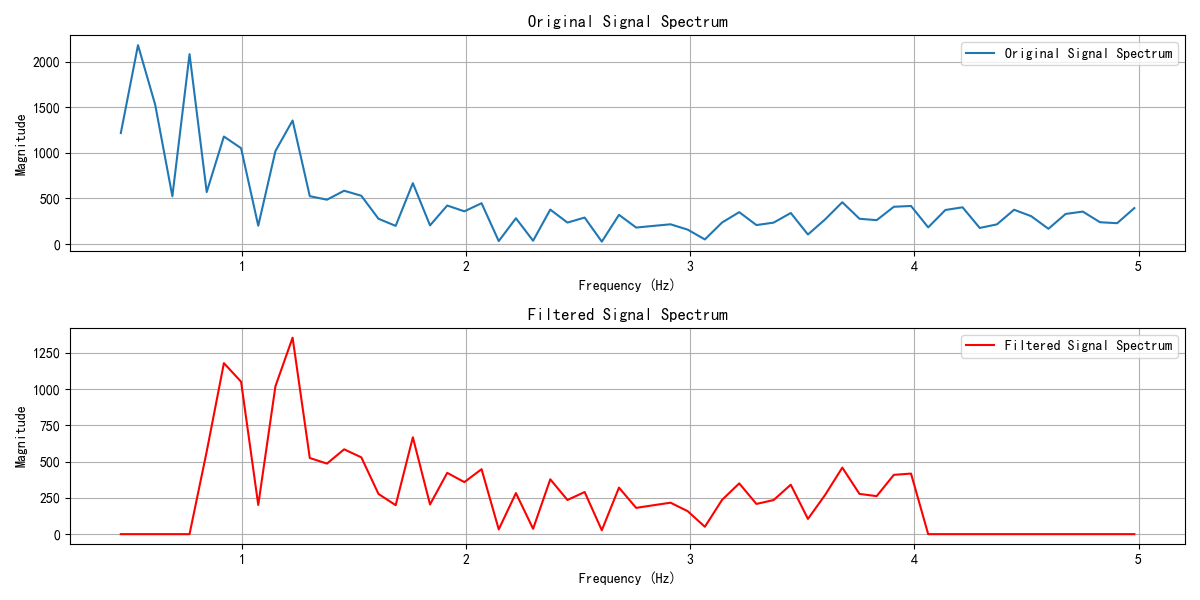 Original Signal Spectrum
2000
1500
1000
500
0
Magnitude
Original Signal Spectrum
1 2 3 4 5
Frequency (Hz)
Filtered Signal Spectrum
1250
1000
750
500
250
0
Magnitude
Filtered Signal Spectrum
1 2 3 4 5
Frequency (Hz)